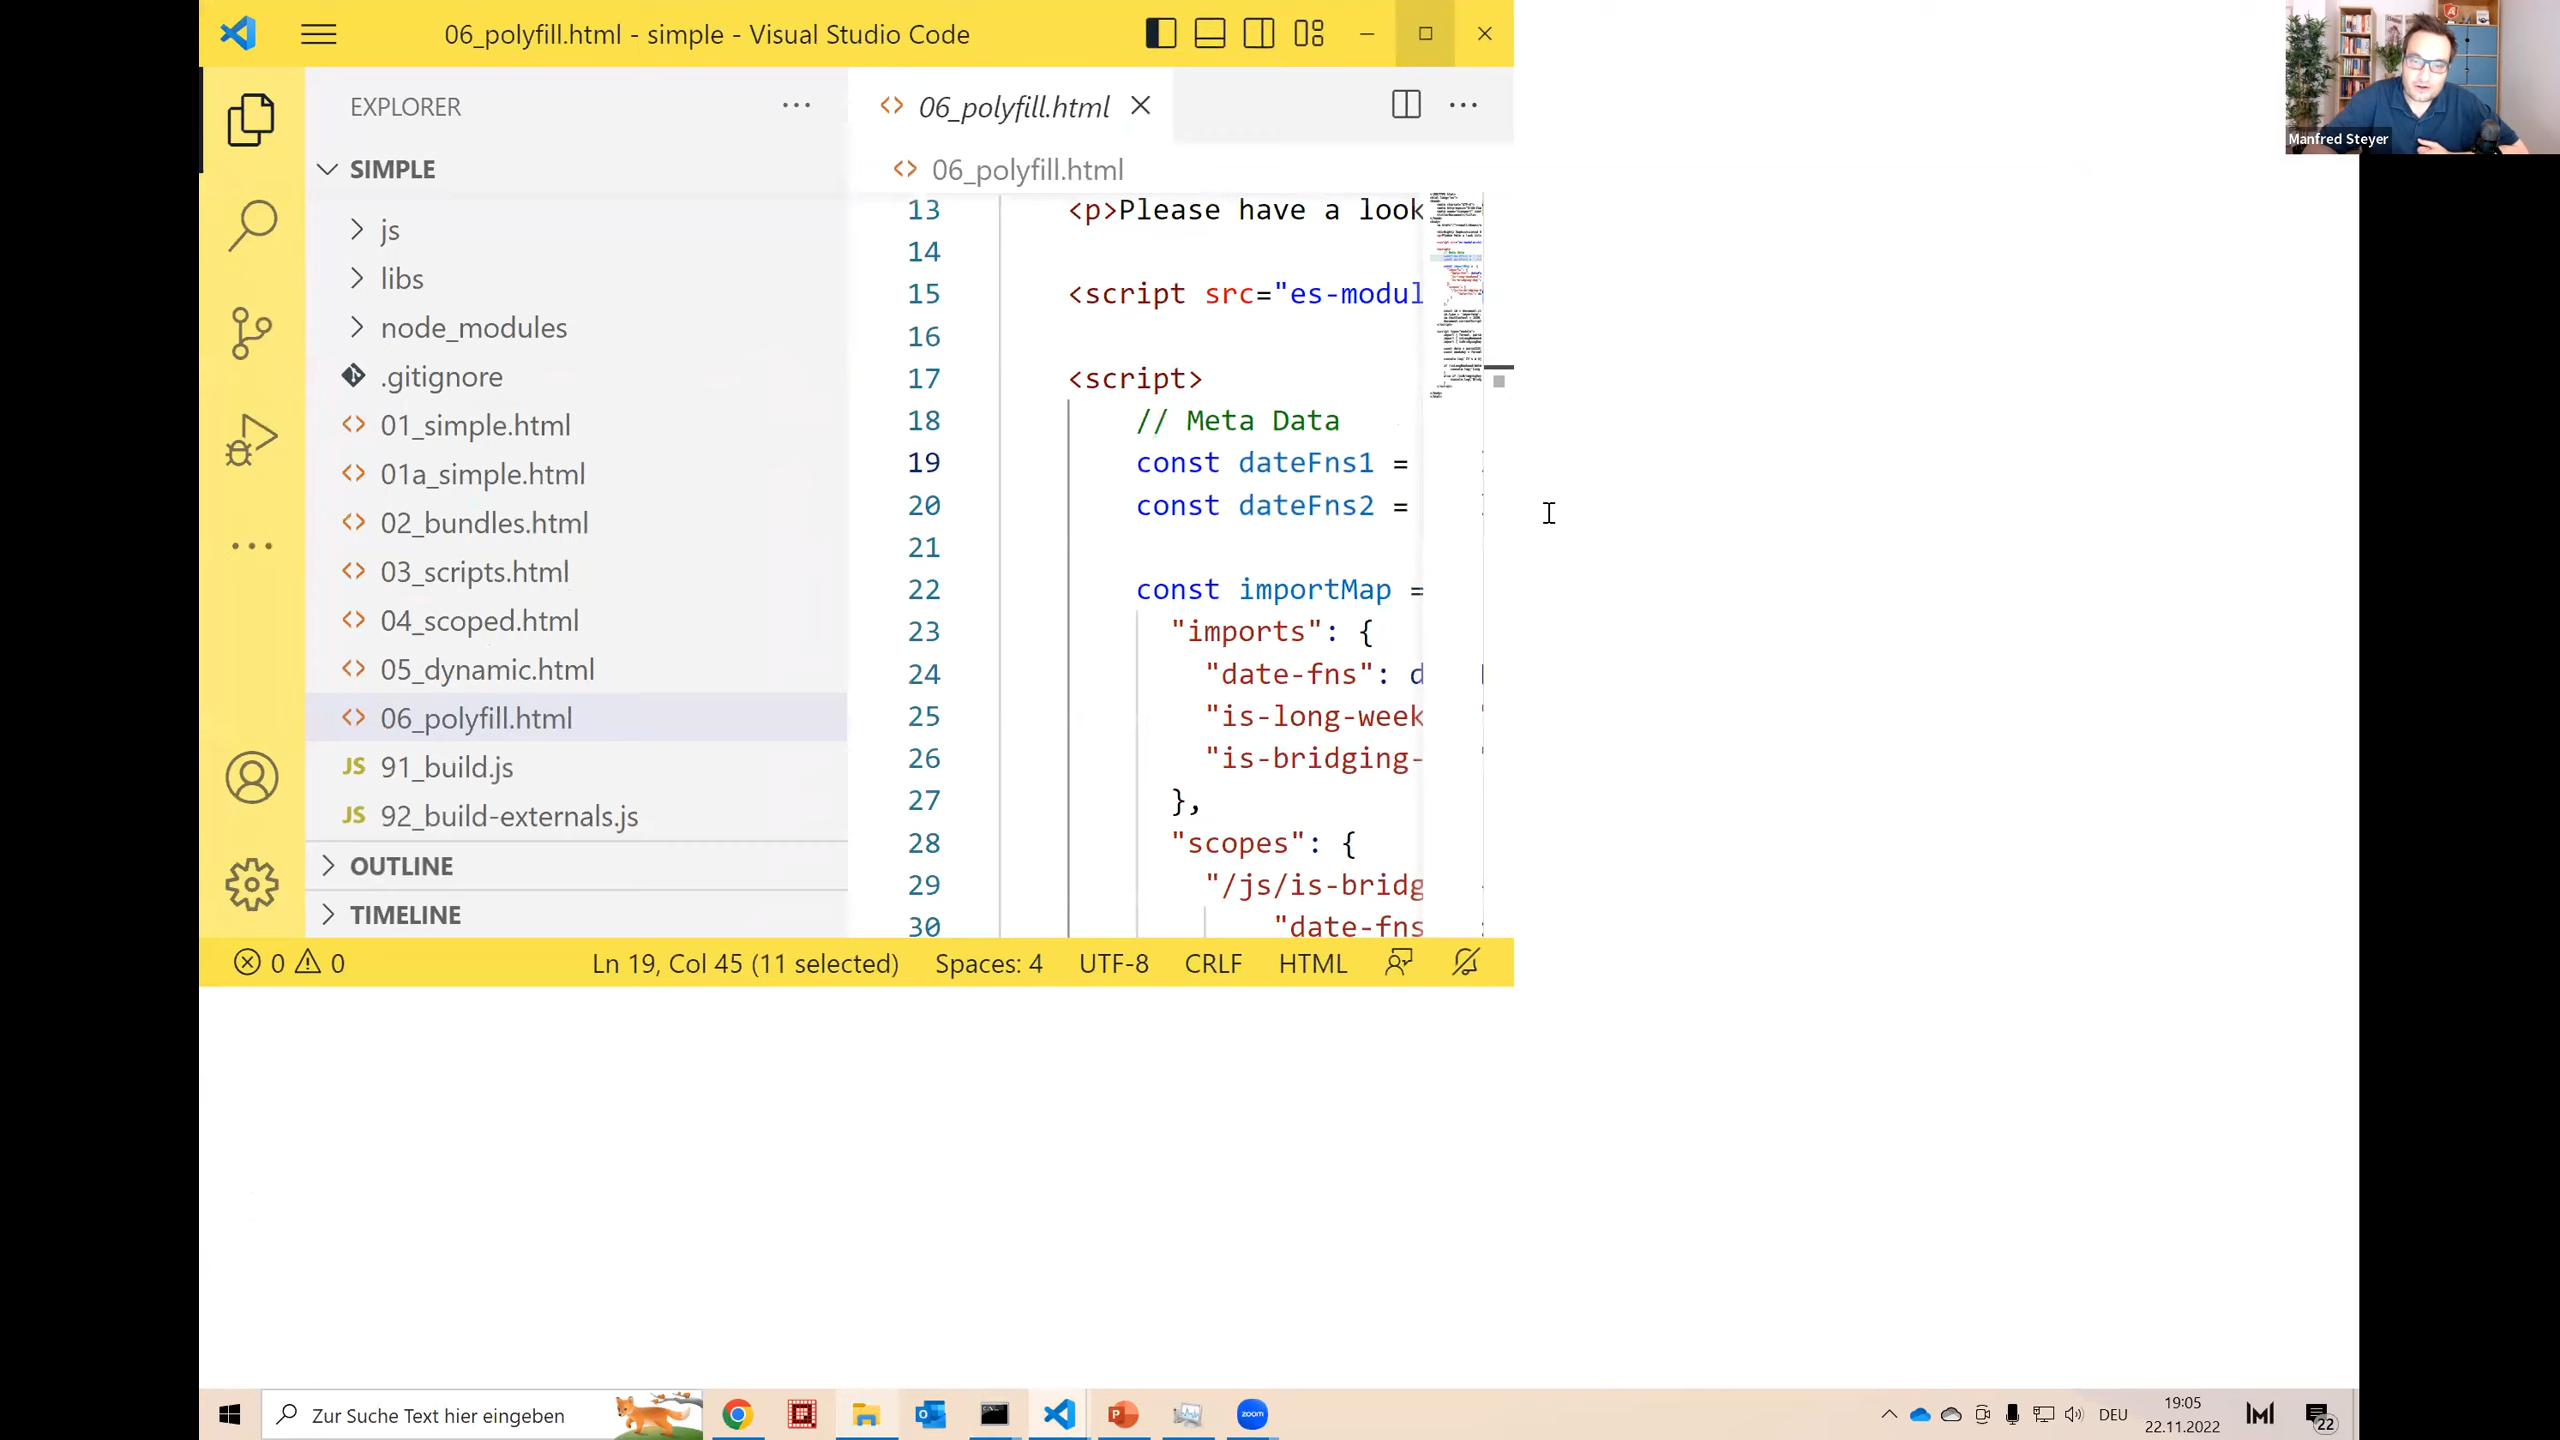 06_polyfill.html - simple - Visual Studio Code
EXPLORER
SIMPLE
js
libs
node_modules
.gitignore
01_simple.html
01a_simple.html
02_bundles.html
03_scripts.html
04_scoped.html
05_dynamic.html
06_polyfill.html
JS 91_build.js
JS 92_build-externals.js
OUTLINE
TIMELINE
06_polyfill.html
06_polyfill.html
13 <p>Please have a look
14
15 <script src="es-modul
16
17 <script>
18 // Meta Data
19 const dateFns1 =
20 const dateFns2 =
21
22 const importMap =
23 "imports": {
24 "date-fns": d
25 "is-long-week
26 "is-bridging-
27 },
28 "scopes": {
29 "/js/is-bridg
30 "date-fns
0 0 Ln 19, Col 45 (11 selected) Spaces: 4 UTF-8 CRLF HTML
Manfred Steyer
Zur Suche Text hier eingeben
zoom
DEU
19:05
22.11.2022
22